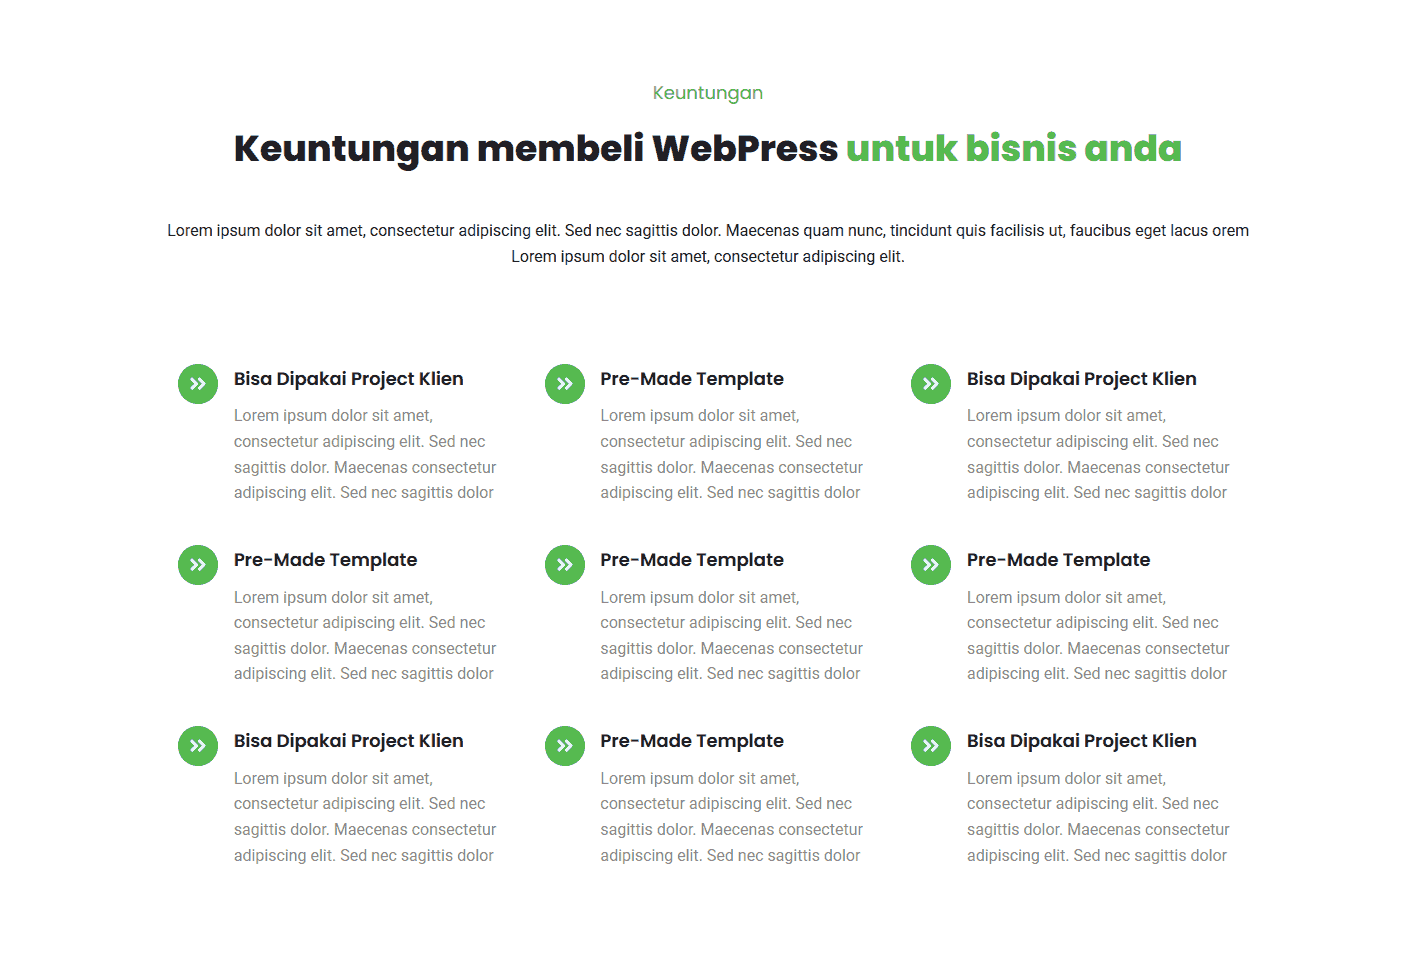 Keuntungan
Keuntungan membeli WebPress untuk bisnis anda
Lorem ipsum dolor sit amet, consectetur adipiscing elit. Sed nec sagittis dolor. Maecenas quam nunc, tincidunt quis facilisis ut, faucibus eget lacus orem
Lorem ipsum dolor sit amet, consectetur adipiscing elit.
Bisa Dipakai Project Klien
Lorem ipsum dolor sit amet,
consectetur adipiscing elit. Sed nec
sagittis dolor. Maecenas consectetur
adipiscing elit. Sed nec sagittis dolor
Pre-Made Template
Lorem ipsum dolor sit amet,
consectetur adipiscing elit. Sed nec
sagittis dolor. Maecenas consectetur
adipiscing elit. Sed nec sagittis dolor
Bisa Dipakai Project Klien
Lorem ipsum dolor sit amet,
consectetur adipiscing elit. Sed nec
sagittis dolor. Maecenas consectetur
adipiscing elit. Sed nec sagittis dolor
Pre-Made Template
Lorem ipsum dolor sit amet,
consectetur adipiscing elit. Sed nec
sagittis dolor. Maecenas consectetur
adipiscing elit. Sed nec sagittis dolor
Pre-Made Template
Lorem ipsum dolor sit amet,
consectetur adipiscing elit. Sed nec
sagittis dolor. Maecenas consectetur
adipiscing elit. Sed nec sagittis dolor
Pre-Made Template
Lorem ipsum dolor sit amet,
consectetur adipiscing elit. Sed nec
sagittis dolor. Maecenas consectetur
adipiscing elit. Sed nec sagittis dolor
Bisa Dipakai Project Klien
Lorem ipsum dolor sit amet,
consectetur adipiscing elit. Sed nec
sagittis dolor. Maecenas consectetur
adipiscing elit. Sed nec sagittis dolor
Pre-Made Template
Lorem ipsum dolor sit amet,
consectetur adipiscing elit. Sed nec
sagittis dolor. Maecenas consectetur
adipiscing elit. Sed nec sagittis dolor
Bisa Dipakai Project Klien
Lorem ipsum dolor sit amet,
consectetur adipiscing elit. Sed nec
sagittis dolor. Maecenas consectetur
adipiscing elit. Sed nec sagittis dolor